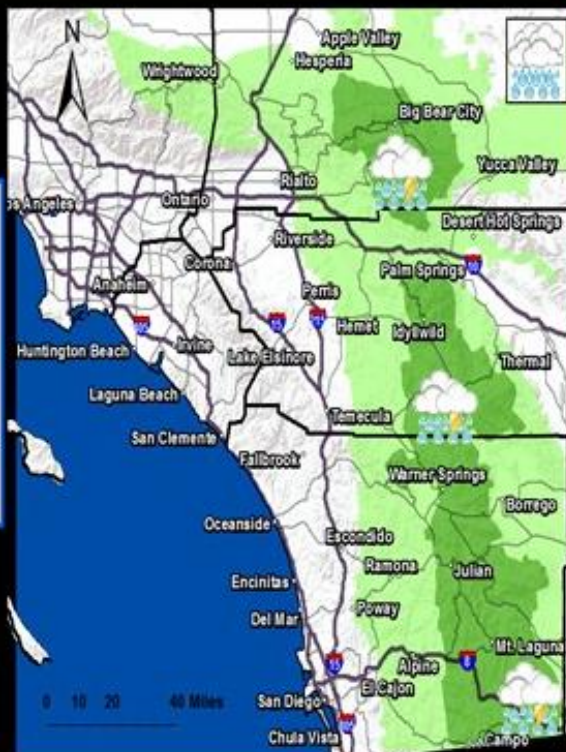 N
Apple Valley
Hesperia
Wrightwood
Big Bear City
Yucca Valley
Rialto
Ontario
os Angeles
Desert Hot Springs
Riverside
Corona
Palm Springs
10
Anaheim
Perris
405
15
215
Hemet
Idyllwild
Huntington Beach
Irvine
Lake Elsinore
Thermal
Laguna Beach
Temecula
San Clemente
Fallbrook
Warner Springs
Borrego
Oceanside
Escondido
Ramona
Julian
Encinitas
Poway
Del Mar
Mt. Laguna
15
8
Alpine
El Cajon
0 10 20 40 Miles
San Diego
Chula Vista
Campo